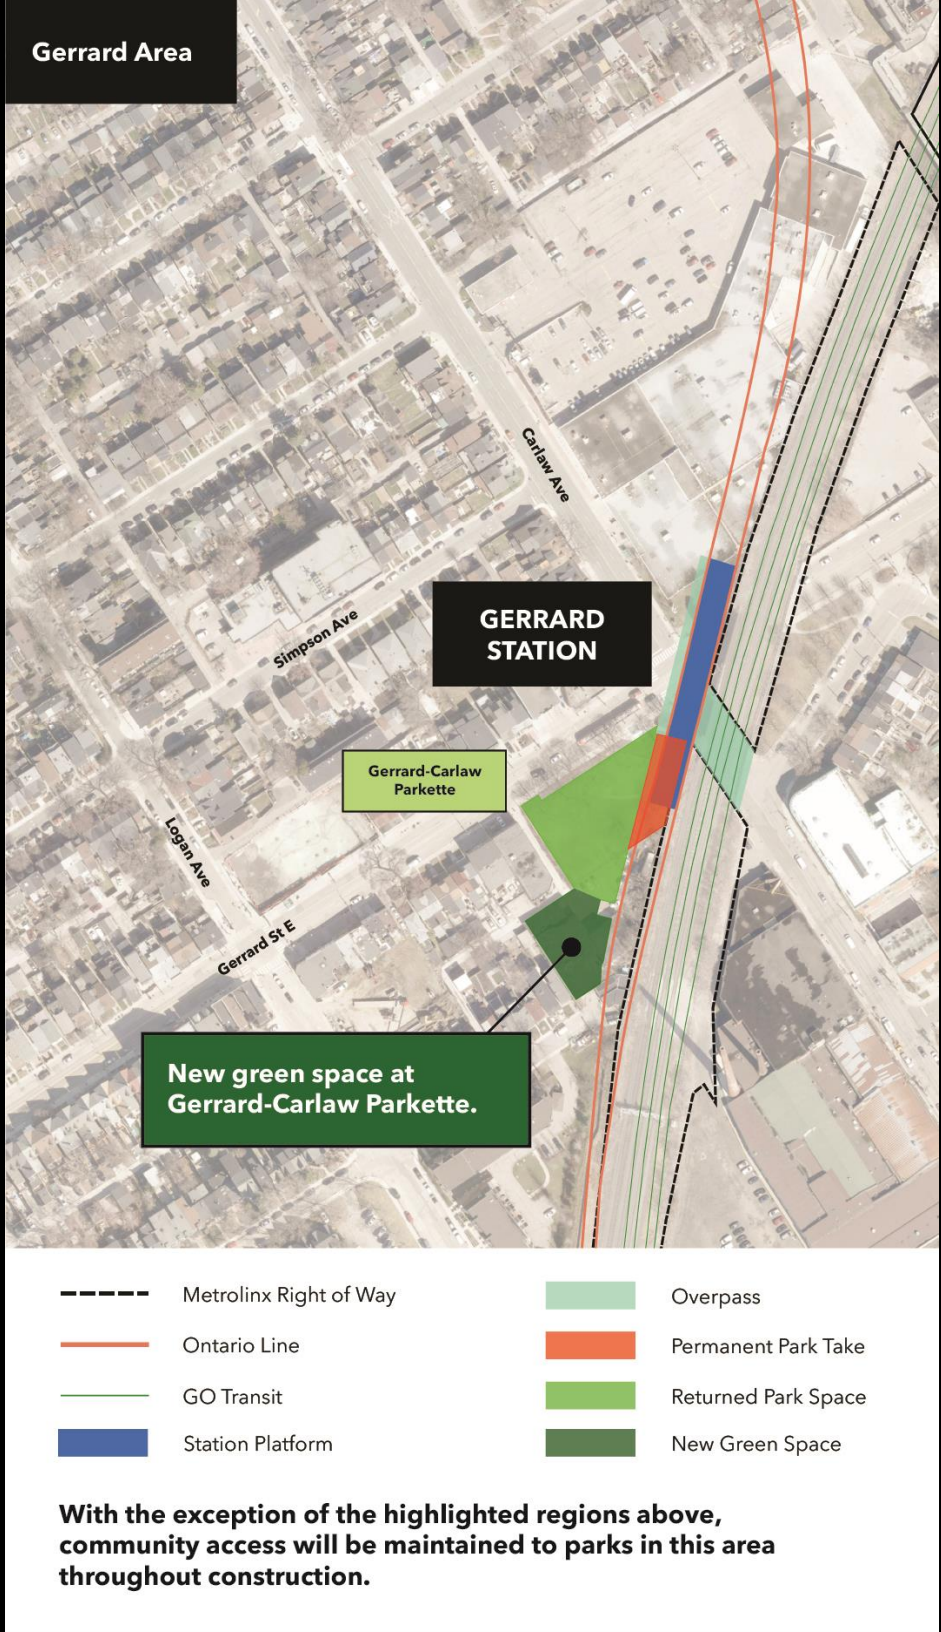 Gerrard Area
Carlaw Ave
GERRARD
STATION
Simpson Ave
Gerrard-Carlaw
Parkette
Logan Ave
Gerrard St E
New green space at
Gerrard-Carlaw Parkette.
Metrolinx Right of Way
Ontario Line
GO Transit
Station Platform
Overpass
Permanent Park Take
Returned Park Space
New Green Space
With the exception of the highlighted regions above,
community access will be maintained to parks in this area
throughout construction.